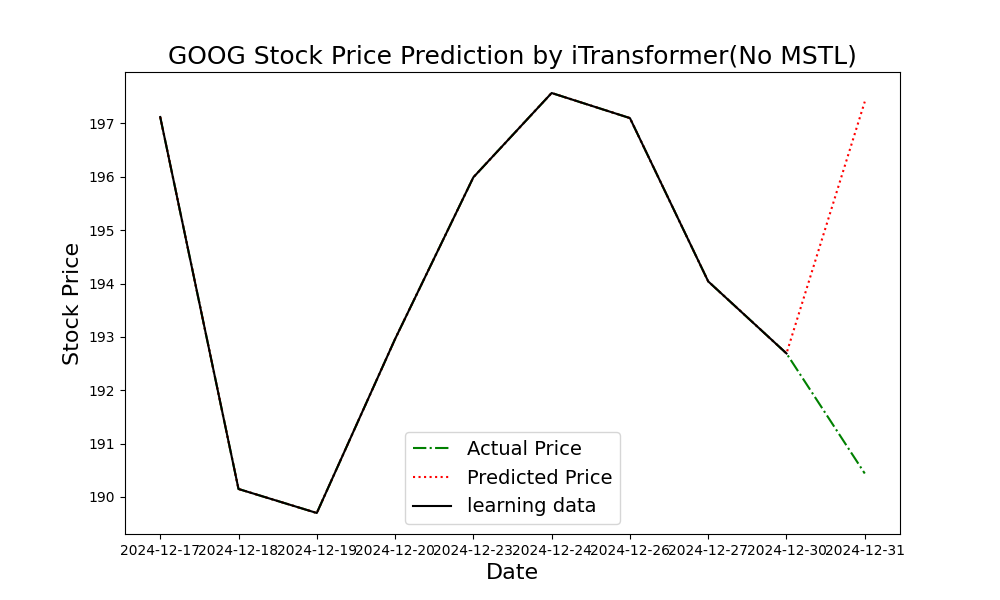 GOOG Stock Price Prediction by iTransformer(No MSTL)
Stock Price
197
196
195
194
193
192
191
190
Actual Price
Predicted Price
learning data
2024-12-17 2024-12-18 2024-12-19 2024-12-20 2024-12-23 2024-12-24 2024-12-26 2024-12-27 2024-12-30 2024-12-31
Date